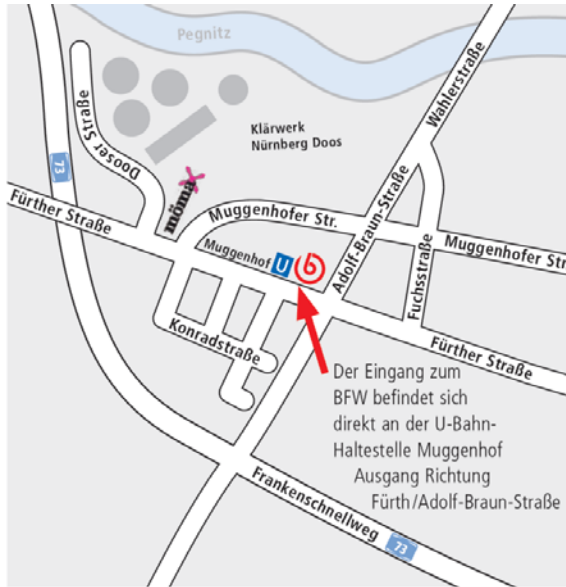 Pegnitz
Wahlerstraße
Klärwerk
Nürnberg Doos
Dooser Straße
73
mömax
Fürther Straße
Muggenhofer Str.
Adolf-Braun-Straße
Muggenhof U
Muggenhofer Str.
Fuchsstraße
Konradstraße
Fürther Straße
Der Eingang zum
BFW befindet sich
direkt an der U-Bahn-
Haltestelle Muggenhof
Ausgang Richtung
Fürth/Adolf-Braun-Straße
Frankenschnellweg
73